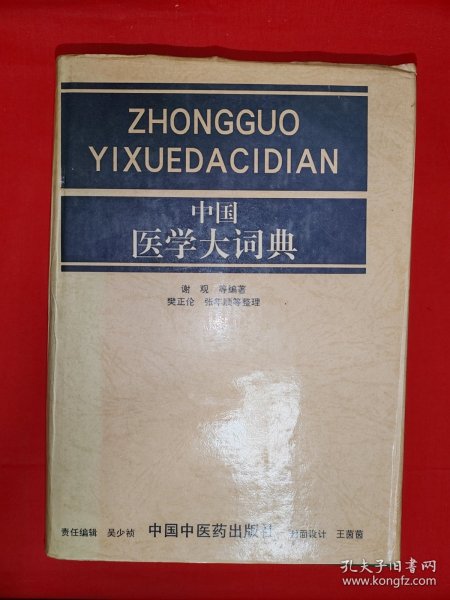 ZHONGGUO
YIXUEDACIDIAN
中国
医学大词典
谢 观 等编著
樊正伦 张年顺等整理
责任编辑 吴少祯 中国中医药出版社 封面设计 王茵茵
孔夫子旧书网
www.kongfz.com